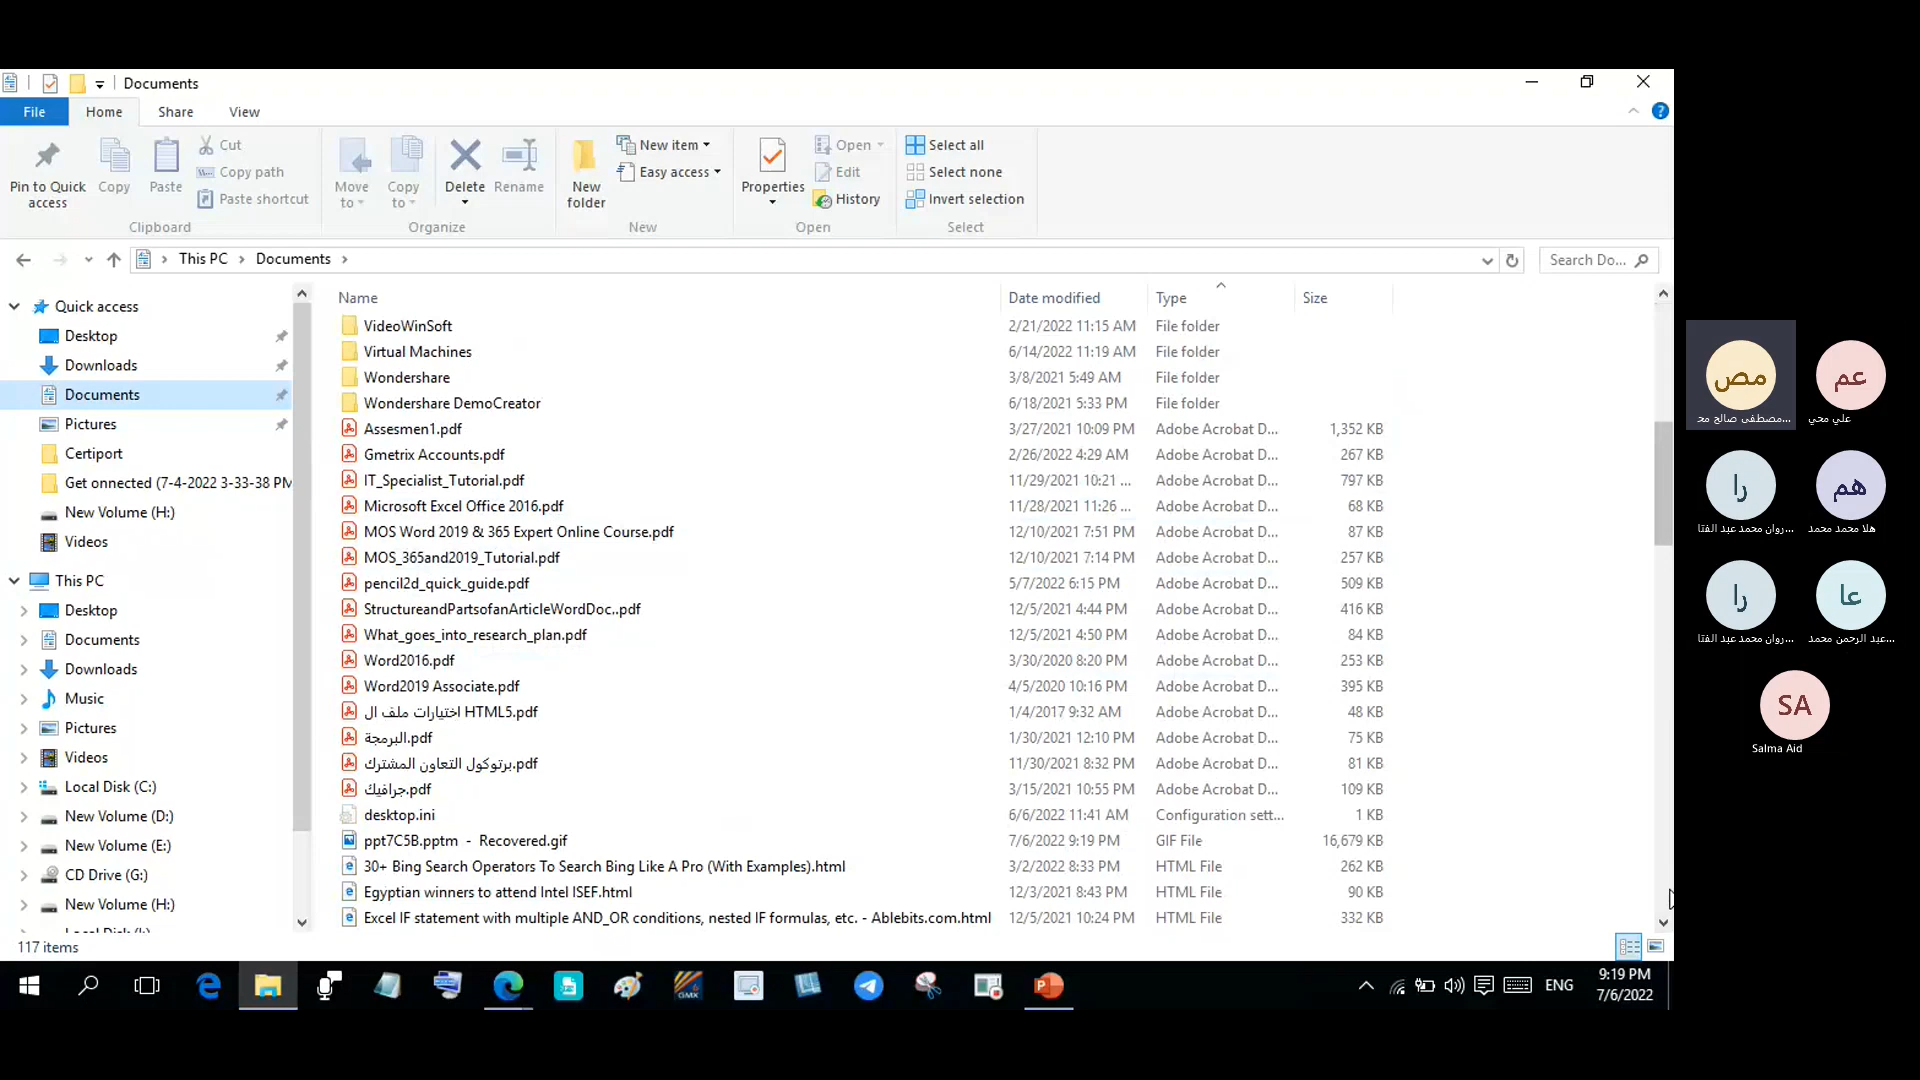 Documents
File Home Share View
Pin to Quick access
Copy
Paste
Cut
Copy path
Paste shortcut
Clipboard
Move to
Copy to
Delete
Rename
Organize
New folder
New item
Easy access
New
Properties
Open
Edit
History
Open
Select all
Select none
Invert selection
Select
This PC > Documents >
Search Do...
Quick access
Desktop
Downloads
Documents
Pictures
Certiport
Get onnected (7-4-2022 3-33-38 PM
New Volume (H:)
Videos
This PC
Desktop
Documents
Downloads
Music
Pictures
Videos
Local Disk (C:)
New Volume (D:)
New Volume (E:)
CD Drive (G:)
New Volume (H:)
Name Date modified Type Size
VideoWinSoft 2/21/2022 11:15 AM File folder
Virtual Machines 6/14/2022 11:19 AM File folder
Wondershare 3/8/2021 5:49 AM File folder
Wondershare DemoCreator 6/18/2021 5:33 PM File folder
Assesmen1.pdf 3/27/2021 10:09 PM Adobe Acrobat D... 1,352 KB
Gmetrix Accounts.pdf 2/26/2022 4:29 AM Adobe Acrobat D... 267 KB
IT_Specialist_Tutorial.pdf 11/29/2021 10:21 ... Adobe Acrobat D... 797 KB
Microsoft Excel Office 2016.pdf 11/28/2021 11:26 ... Adobe Acrobat D... 68 KB
MOS Word 2019 & 365 Expert Online Course.pdf 12/10/2021 7:51 PM Adobe Acrobat D... 87 KB
MOS_365and2019_Tutorial.pdf 12/10/2021 7:14 PM Adobe Acrobat D... 257 KB
pencil2d_quick_guide.pdf 5/7/2022 6:15 PM Adobe Acrobat D... 509 KB
StructureandPartsofanArticleWordDoc..pdf 12/5/2021 4:44 PM Adobe Acrobat D... 416 KB
What_goes_into_research_plan.pdf 12/5/2021 4:50 PM Adobe Acrobat D... 84 KB
Word2016.pdf 3/30/2020 8:20 PM Adobe Acrobat D... 253 KB
Word2019 Associate.pdf 4/5/2020 10:16 PM Adobe Acrobat D... 395 KB
اختيارات ملف ال HTML5.pdf 1/4/2017 9:32 AM Adobe Acrobat D... 48 KB
البرمجة.pdf 1/30/2021 12:10 PM Adobe Acrobat D... 75 KB
برتوكول التعاون المشترك.pdf 11/30/2021 8:32 PM Adobe Acrobat D... 81 KB
جرافيك.pdf 3/15/2021 10:55 PM Adobe Acrobat D... 109 KB
desktop.ini 6/6/2022 11:41 AM Configuration sett... 1 KB
ppt7C5B.pptm - Recovered.gif 7/6/2022 9:19 PM GIF File 16,679 KB
30+ Bing Search Operators To Search Bing Like A Pro (With Examples).html 3/2/2022 8:33 PM HTML File 262 KB
Egyptian winners to attend Intel ISEF.html 12/3/2021 8:43 PM HTML File 90 KB
Excel IF statement with multiple AND_OR conditions, nested IF formulas, etc. - Ablebits.com.html 12/5/2021 10:24 PM HTML File 332 KB
117 items
GMX
ENG
9:19 PM
7/6/2022
مص
مصطفى صالح مح...
عم
علي محي
را
روان محمد عبد الفتا...
هم
هلا محمد محمد
را
روان محمد عبد الفتا...
عا
عبد الرحمن محمد...
SA
Salma Aid